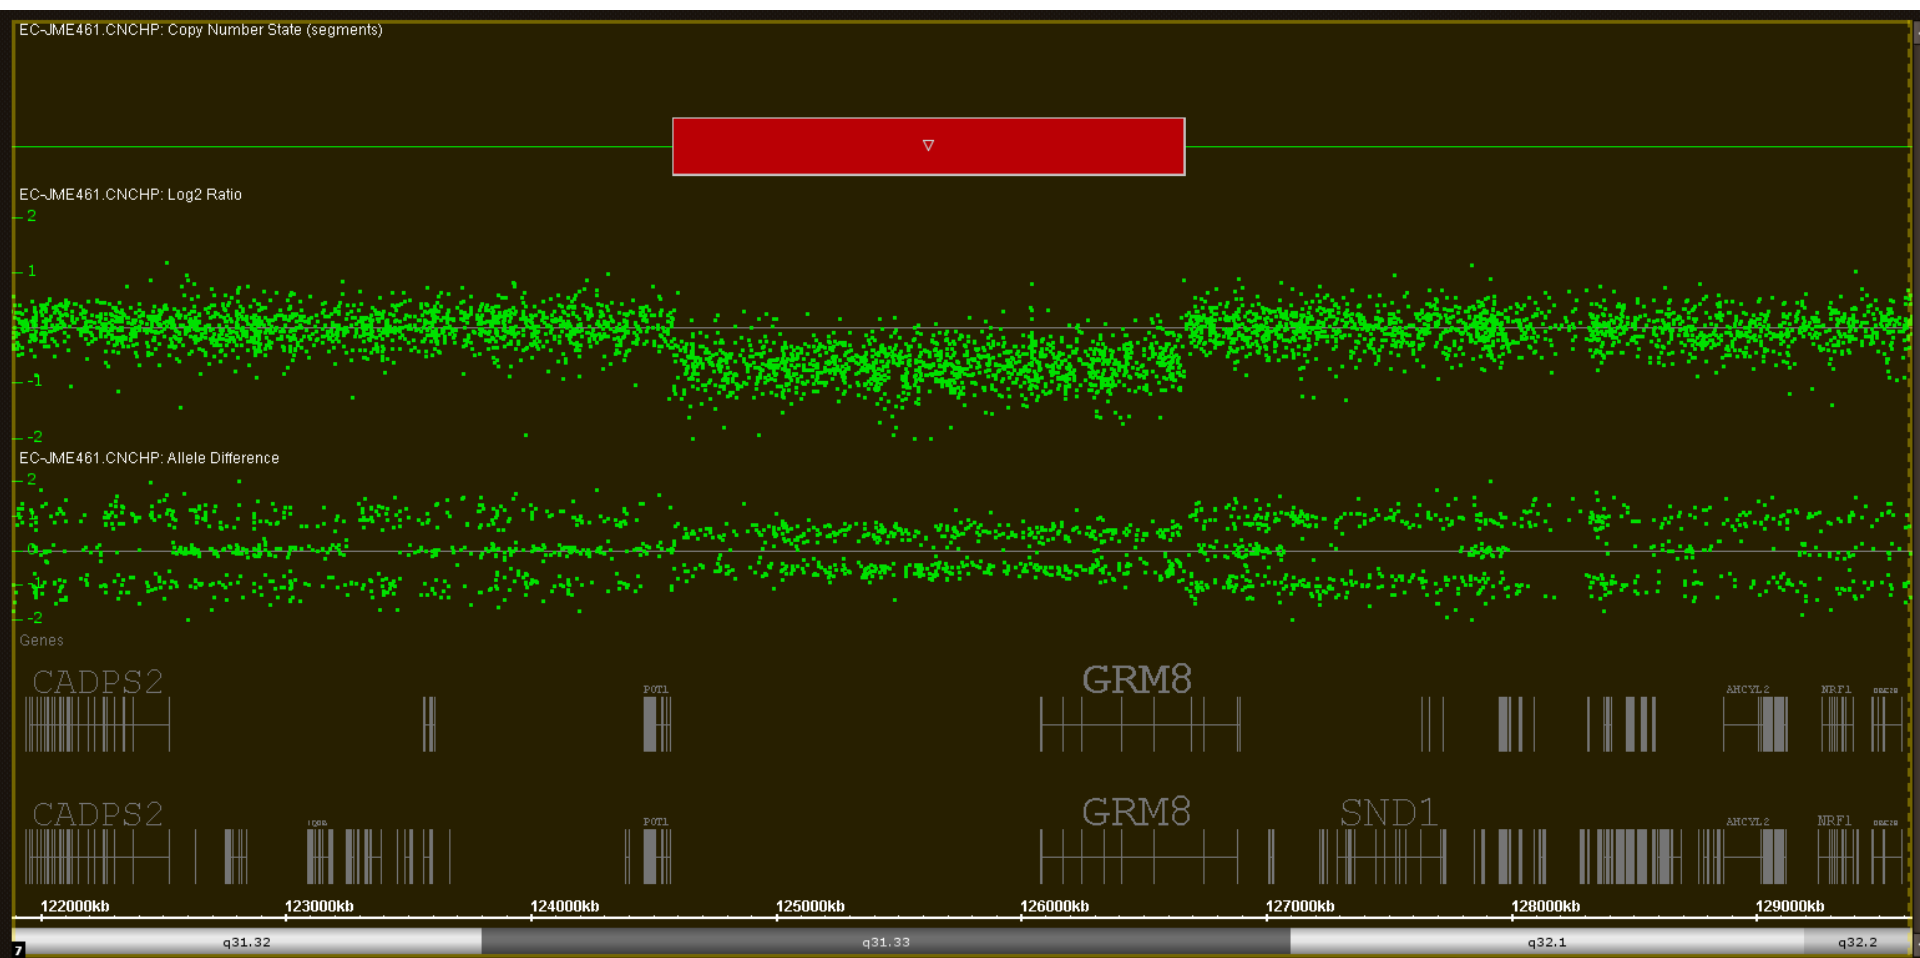 EC-JME461.CNCHP: Copy Number State (segments)
EC-JME461.CNCHP: Log2 Ratio
2
1
-1
-2
EC-JME461.CNCHP: Allele Difference
2
0
-1
-2
Genes
CADPS2
POT1
GRM8
AHCYL2
NRF1
CADPS2
POT1
GRM8
SND1
AHCYL2
NRF1
122000kb 123000kb 124000kb 125000kb 126000kb 127000kb 128000kb 129000kb
7 q31.32 q31.33 q32.1 q32.2